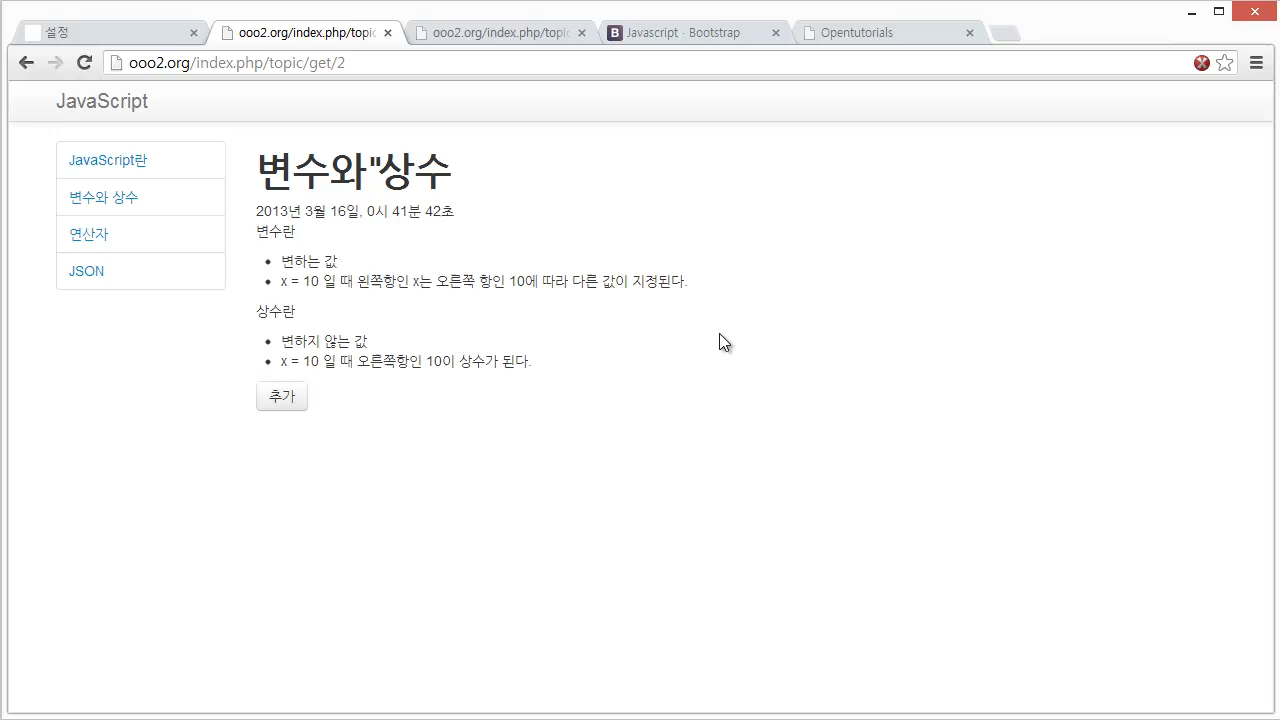 설정
ooo2.org/index.php/topic
ooo2.org/index.php/topic
B Javascript · Bootstrap
Opentutorials
ooo2.org/index.php/topic/get/2
JavaScript
JavaScript란
변수와 상수
연산자
JSON
변수와"상수
2013년 3월 16일, 0시 41분 42초
변수란
변하는 값
x = 10 일 때 왼쪽항인 x는 오른쪽 항인 10에 따라 다른 값이 지정된다.
상수란
변하지 않는 값
x = 10 일 때 오른쪽항인 10이 상수가 된다.
추가